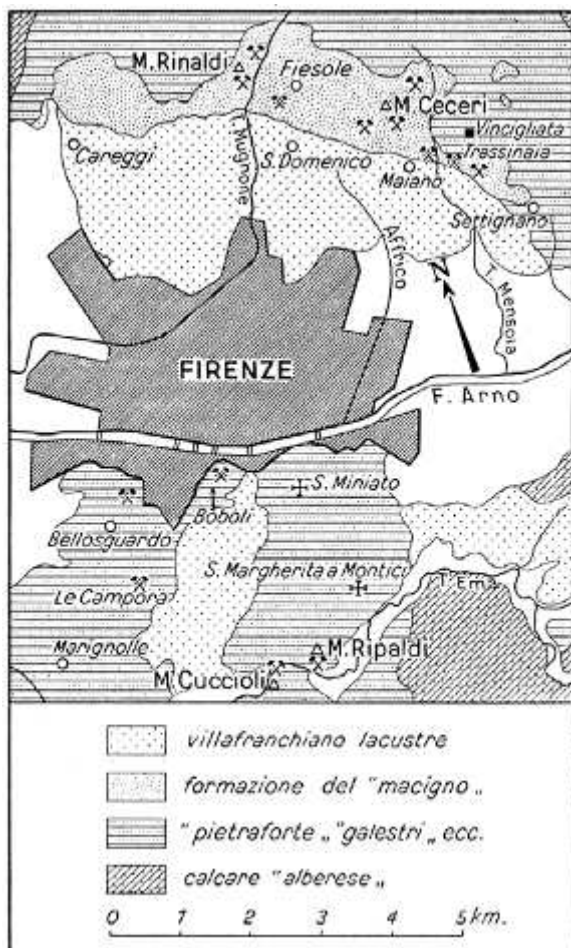 M. Rinaldi
Fiesole
M. Ceceri
Vincigliata
Trassinaia
Careggi
T. Mugnone
S. Domenico
Maiano
Settignano
Affrico
N
T. Mensola
FIRENZE
F. Arno
S. Miniato
Boboli
Bellosguardo
S. Margherita a Montici
T. Ema
Le Campora
Marignolle
M. Ripaldi
M. Cuccioli
villafranchiano lacustre
formazione del "macigno„
"pietraforte„ "galestri„ ecc.
calcare "alberese„
0 1 2 3 4 5 km.